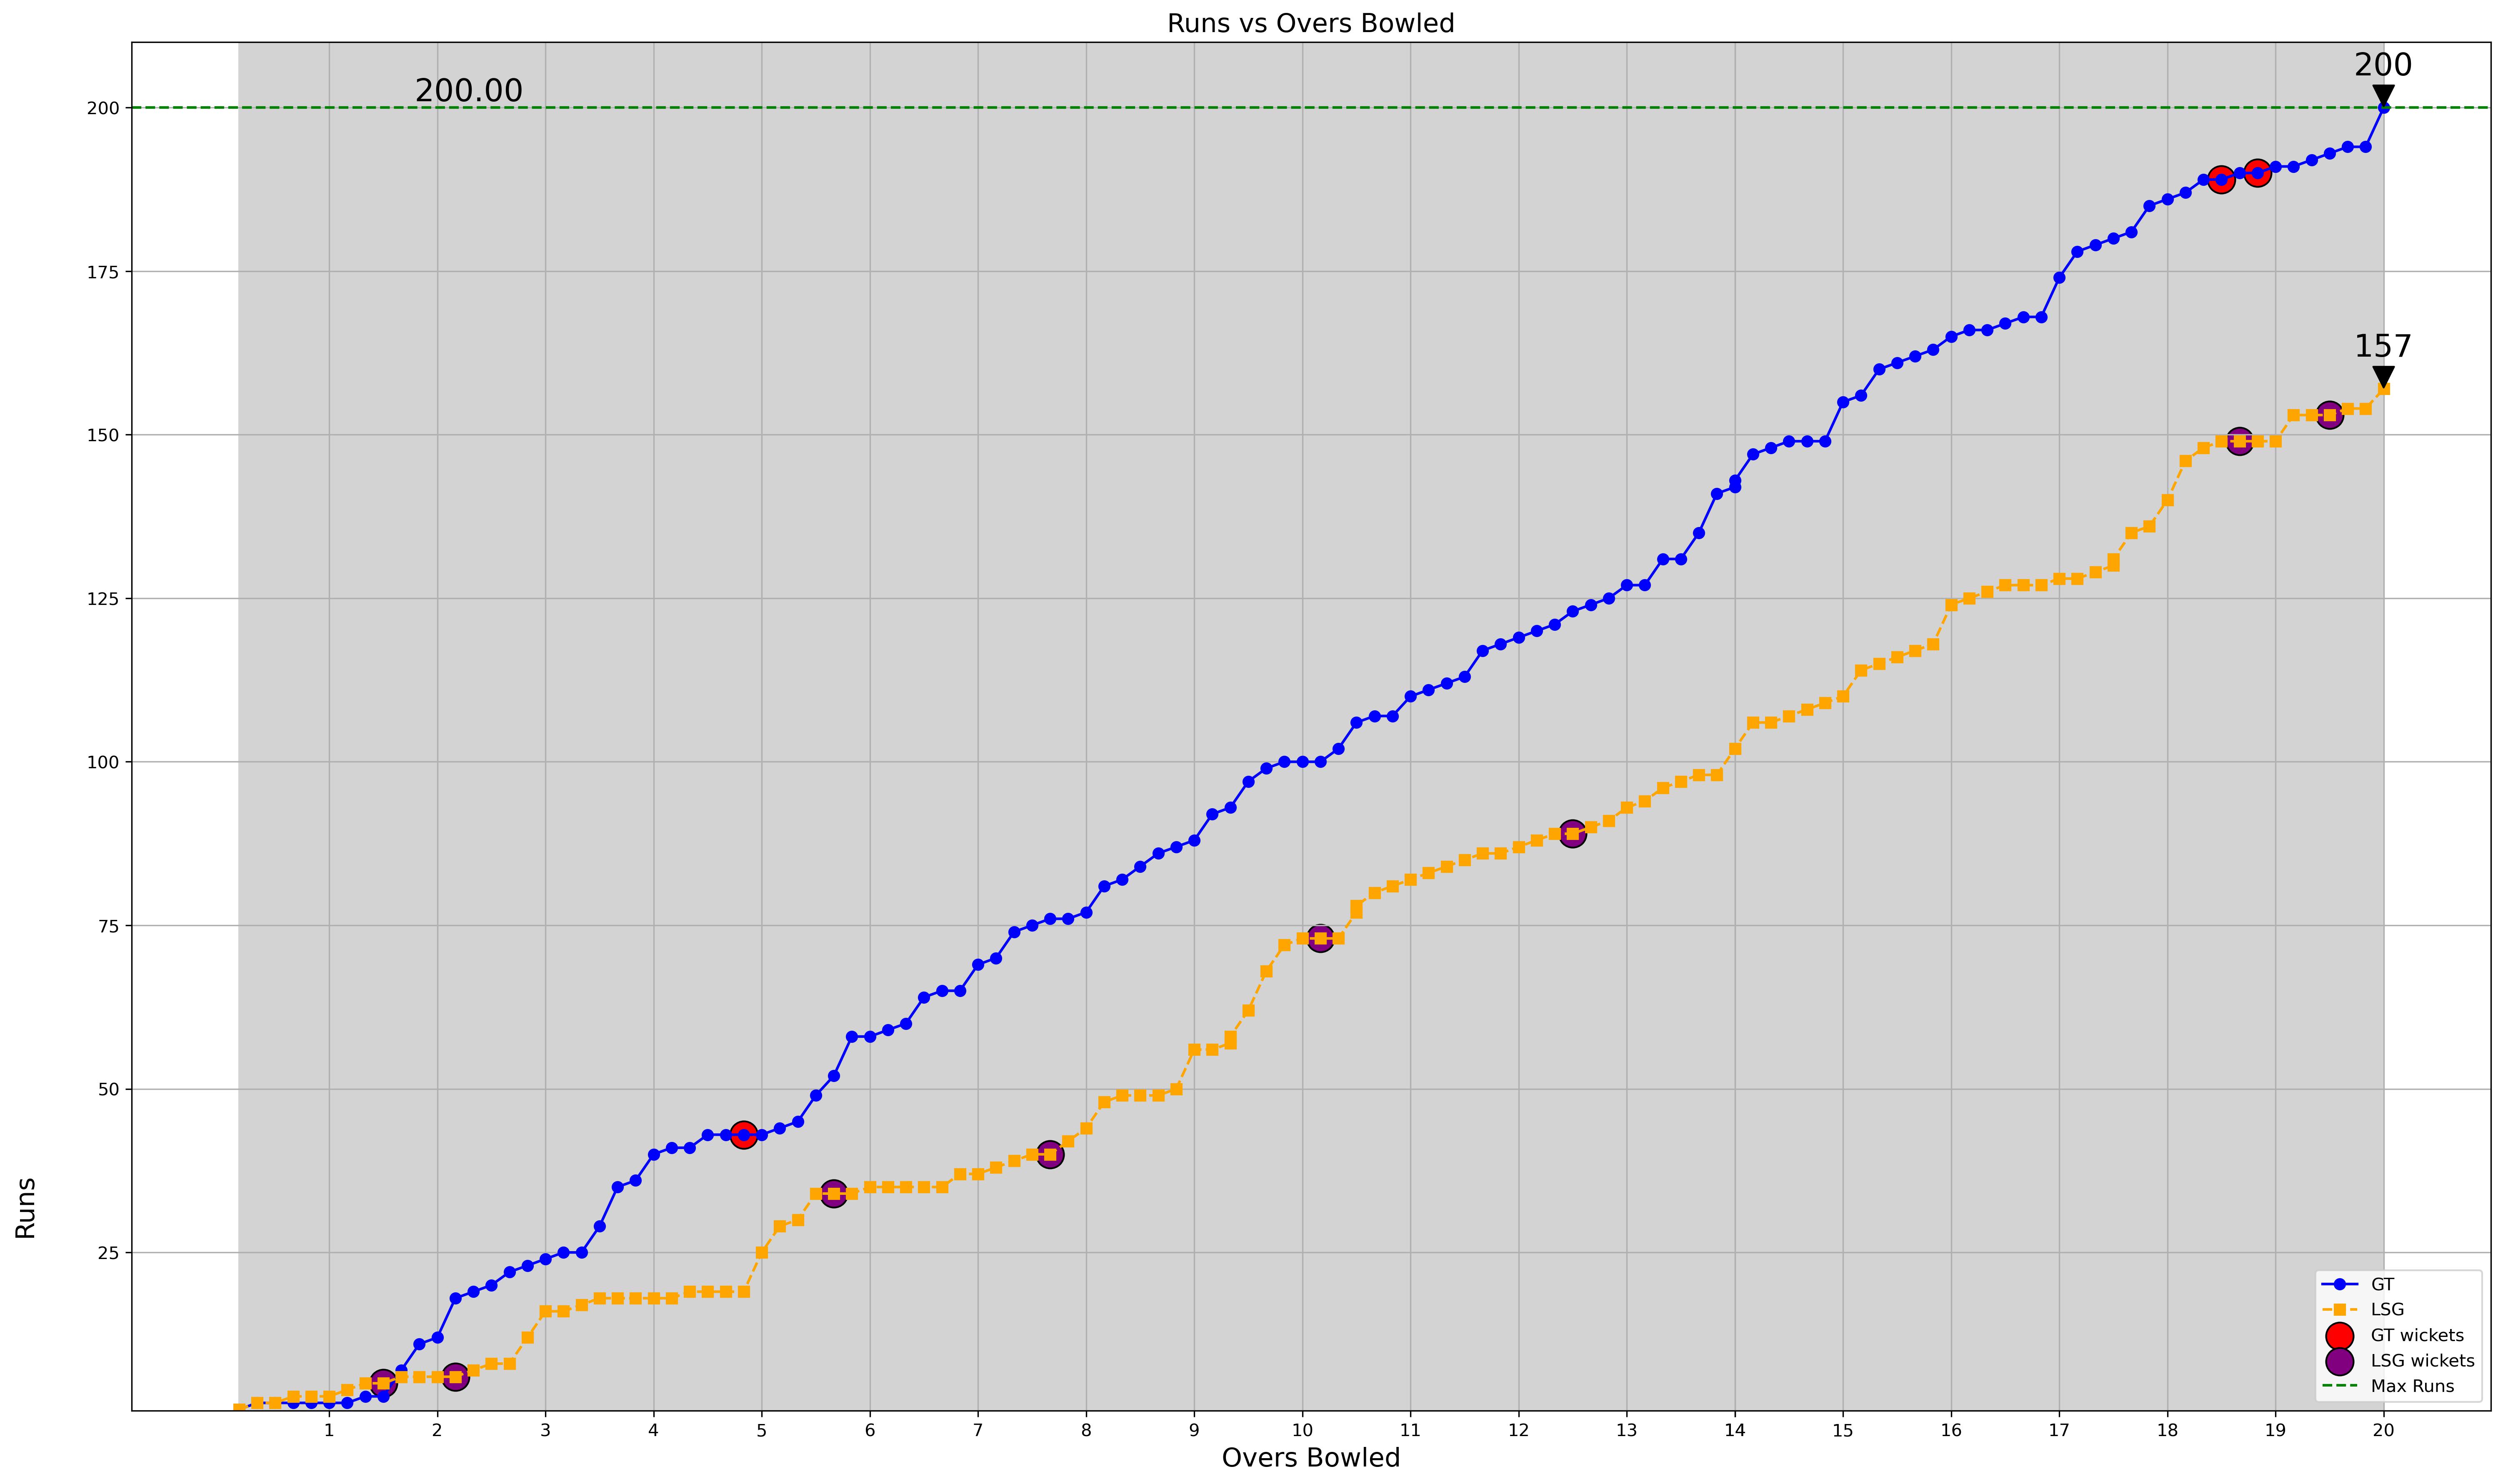 Runs vs Overs Bowled
200.00
200
157
200
175
150
125
100
75
50
25
Runs
1 2 3 4 5 6 7 8 9 10 11 12 13 14 15 16 17 18 19 20
Overs Bowled
GT
LSG
GT wickets
LSG wickets
Max Runs